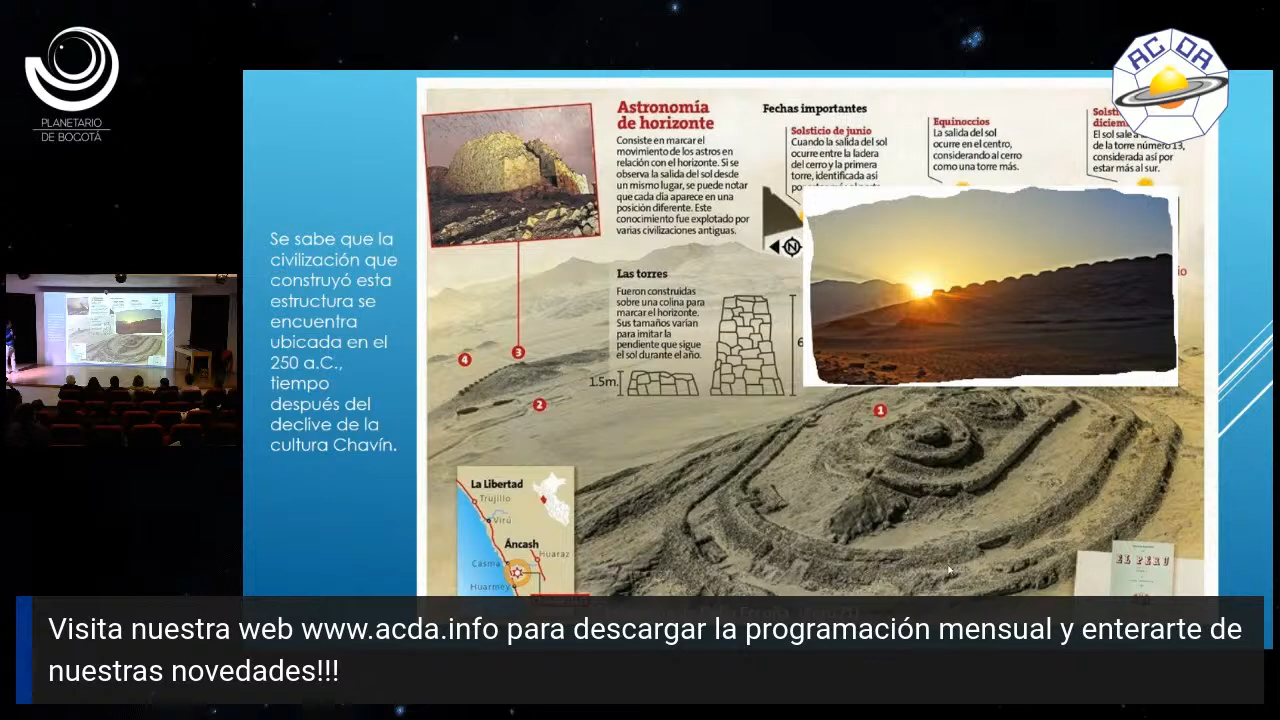 PLANETARIO
DE BOGOTÁ
ACDA
Se sabe que la
civilización que
construyó esta
estructura se
encuentra
ubicada en el
250 a.C.,
tiempo
después del
declive de la
cultura Chavín.
Astronomía
de horizonte
Consiste en marcar el
movimiento de los astros en
relación con el horizonte. Si se
observa la salida del sol desde
un mismo lugar, se puede notar
que cada día aparece en una
posición diferente. Este
conocimiento fue explotado por
varias civilizaciones antiguas.
Fechas importantes
Solsticio de junio
Cuando la salida del sol
ocurre entre la ladera
del cerro y la primera
torre, identificada así
Equinoccios
La salida del sol
ocurre en el centro,
considerando al cerro
como una torre más.
El sol sale
de la torre número 13,
considerada así por
estar más al sur.
N
Las torres
Fueron construidas
sobre una colina para
marcar el horizonte.
Sus tamaños varían
para imitar la
pendiente que sigue
el sol durante el año.
1.5m.
6
4
3
2
1
La Libertad
Trujillo
Virú
Áncash
Huaraz
Casma
Huarmey
EL PERU
Visita nuestra web www.acda.info para descargar la programación mensual y enterarte de
nuestras novedades!!!